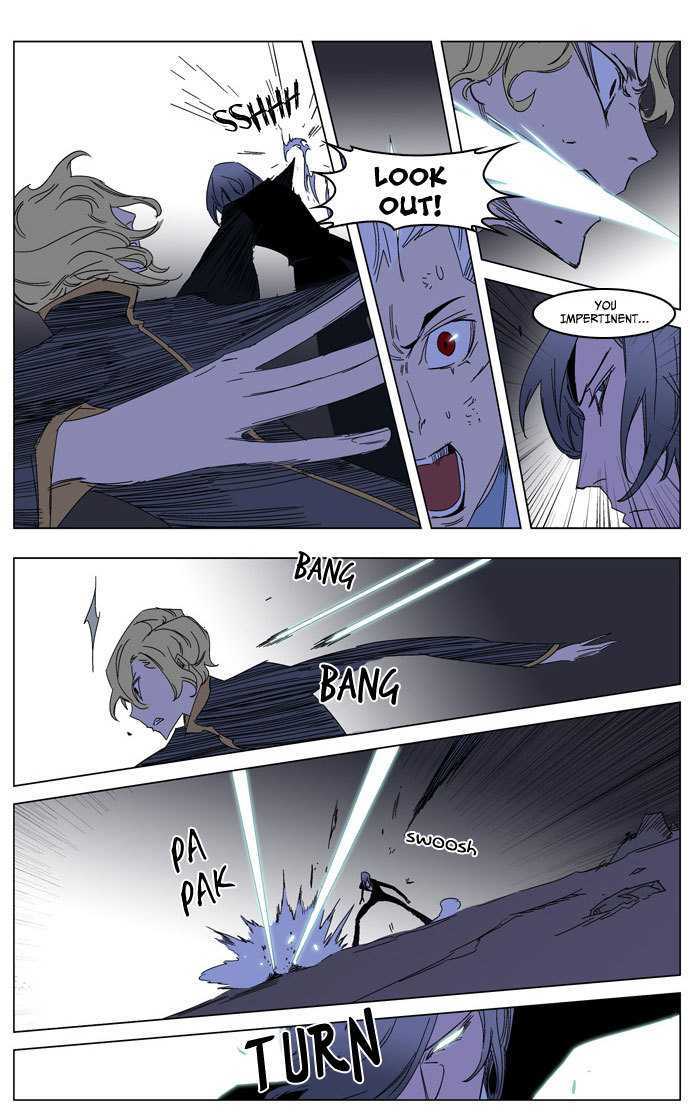 SSHHH
LOOK
OUT!
YOU
IMPERTINENT...
BANG
BANG
PA
PAK
SWOOSH
TURN